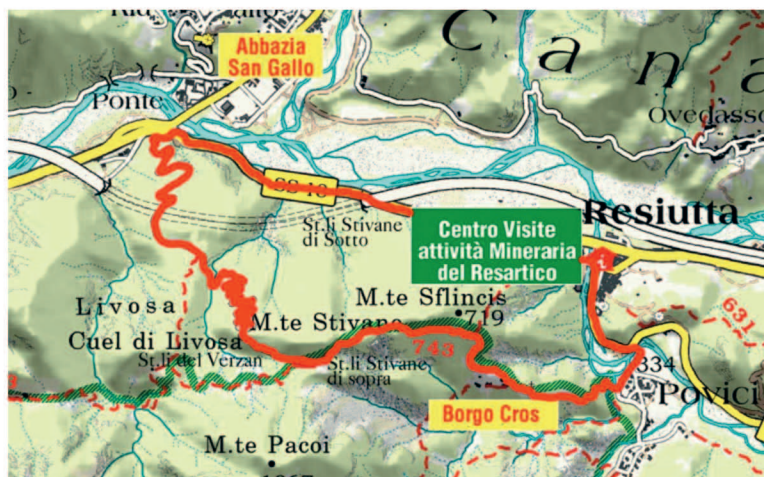 Abbazia
San Gallo
C a n a
Ponte
Ovedasso
SS 13
St.li Stivane
di Sotto
Centro Visite
attività Mineraria
del Resartico
Resiutta
Livosa
M.te Sflincis
719
631
M.te Stivane
Cuel di Livosa
743
St.li del Verzan
St.li Stivane
di sopra
334
Povici
Borgo Cros
M.te Pacoi